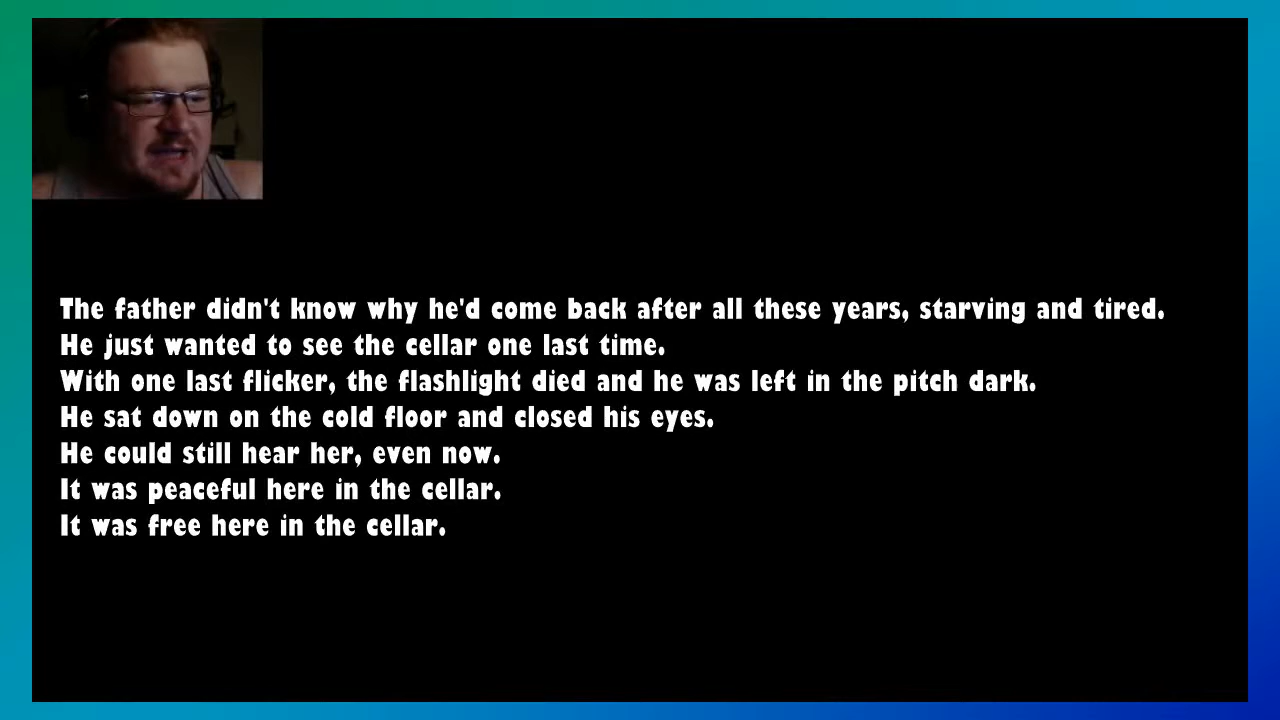 The father didn't know why he'd come back after all these years, starving and tired.
He just wanted to see the cellar one last time.
With one last flicker, the flashlight died and he was left in the pitch dark.
He sat down on the cold floor and closed his eyes.
He could still hear her, even now.
It was peaceful here in the cellar.
It was free here in the cellar.